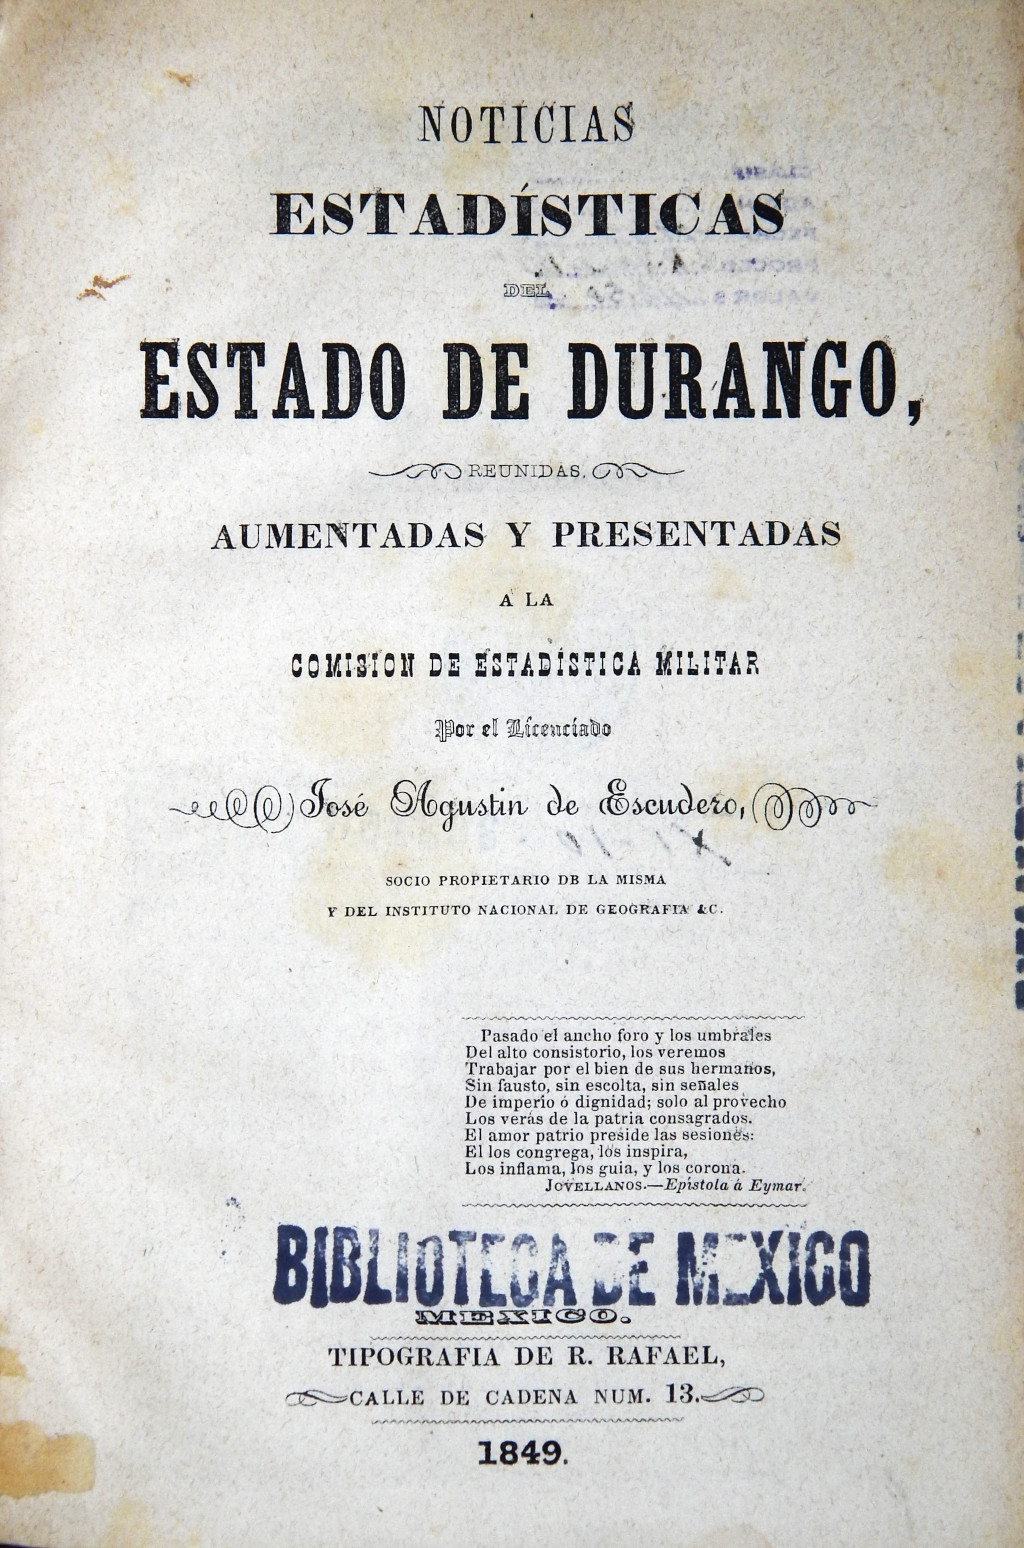 NOTICIAS
ESTADÍSTICAS
DEL
ESTADO DE DURANGO,
REUNIDAS,
AUMENTADAS Y PRESENTADAS
A LA
COMISION DE ESTADÍSTICA MILITAR
Por el Licenciado
José Agustin de Escudero,
SOCIO PROPIETARIO DE LA MISMA
Y DEL INSTITUTO NACIONAL DE GEOGRAFIA &C.
Pasado el ancho foro y los umbrales
Del alto consistorio, los veremos
Trabajar por el bien de sus hermanos,
Sin fausto, sin escolta, sin señales
De imperio ó dignidad; solo al provecho
Los verás de la patria consagrados.
El amor patrio preside las sesiones:
El los congrega, los inspira,
Los inflama, los guia, y los corona.
JOVELLANOS.—Epístola á Eymar.
BIBLIOTECA DE MEXICO
MEXICO.
TIPOGRAFIA DE R. RAFAEL,
CALLE DE CADENA NUM. 13.
1849.